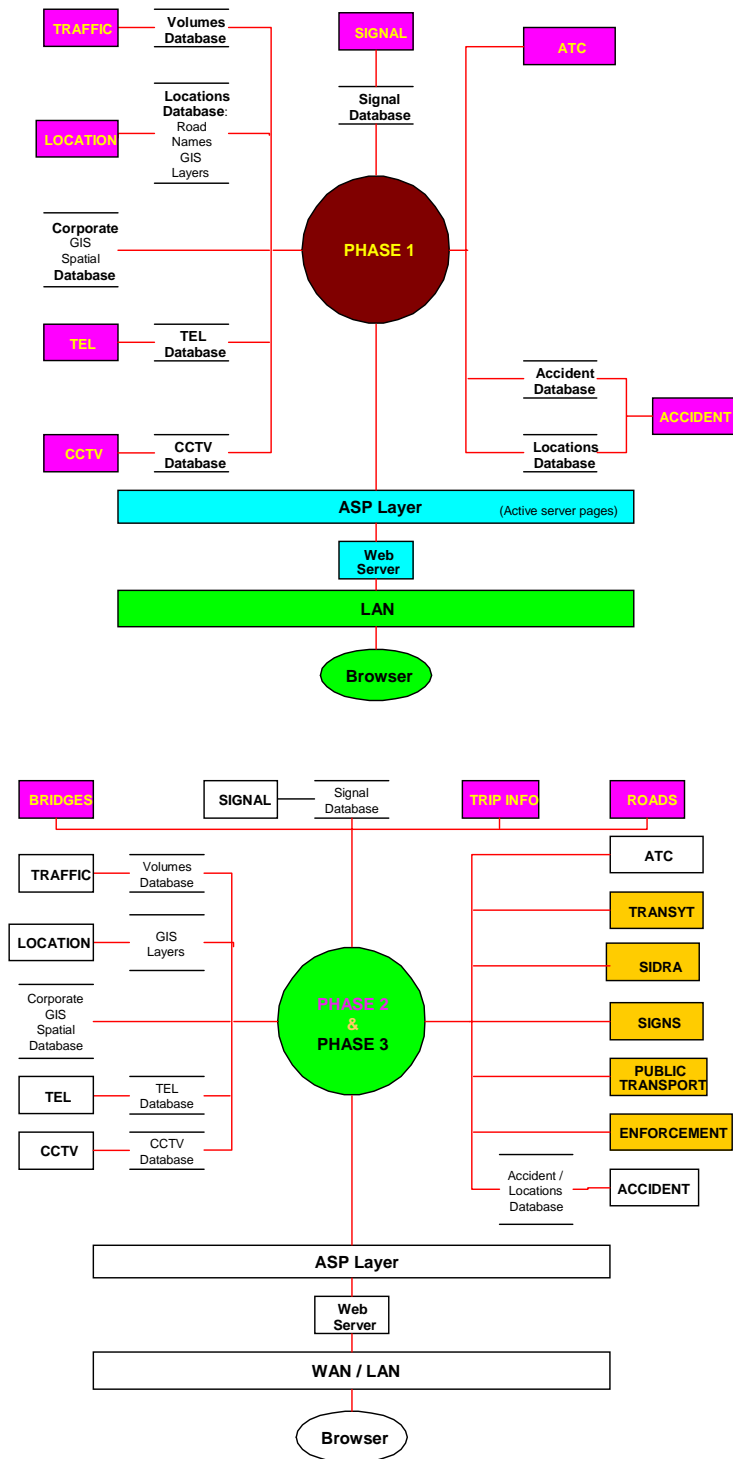 TRAFFIC
Volumes
Database
SIGNAL
ATC
Signal
Database
LOCATION
Locations
Database:
Road
Names
GIS
Layers
Corporate
GIS
Spatial
Database
PHASE 1
TEL
TEL
Database
Accident
Database
ACCIDENT
CCTV
CCTV
Database
Locations
Database
ASP Layer
(Active server pages)
Web
Server
LAN
Browser
BRIDGES
SIGNAL
Signal
Database
TRIP INFO
ROADS
TRAFFIC
Volumes
Database
ATC
TRANSYT
LOCATION
GIS
Layers
SIDRA
Corporate
GIS
Spatial
Database
PHASE 2
&
PHASE 3
SIGNS
PUBLIC
TRANSPORT
TEL
TEL
Database
ENFORCEMENT
CCTV
CCTV
Database
Accident /
Locations
Database
ACCIDENT
ASP Layer
Web
Server
WAN / LAN
Browser